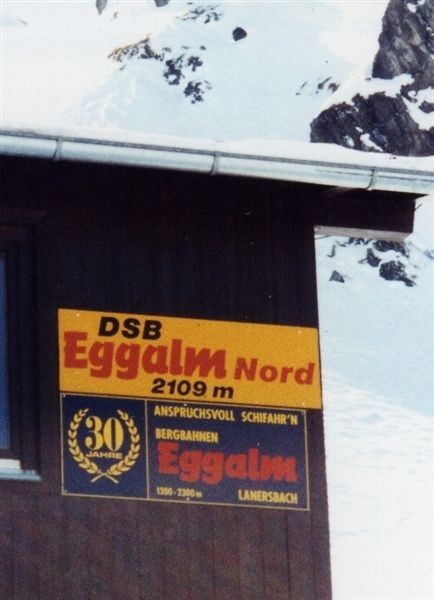 DSB
Eggalm Nord
2109 m
30
JAHRE
ANSPRUCHSVOLL SCHIFAHR'N
BERGBAHNEN
Eggalm
1300-2300 m LANERSBACH